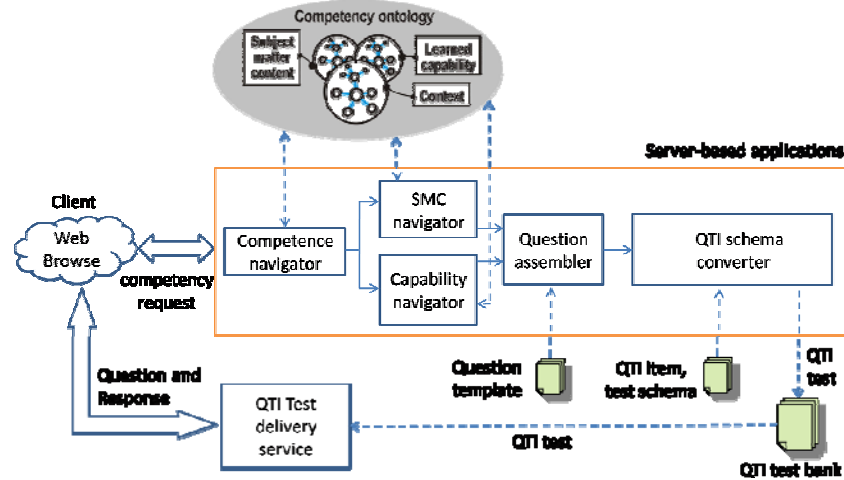 Competency ontology
Subject
matter
content
Learned
capability
Context
Server-based applications
Client
Web
Browse
competency
request
Competence
navigator
SMC
navigator
Capability
navigator
Question
assembler
QTI schema
converter
Question
template
QTI item,
test schema
QTI
test
Question and
Response
QTI Test
delivery
service
QTI test
QTI test bank